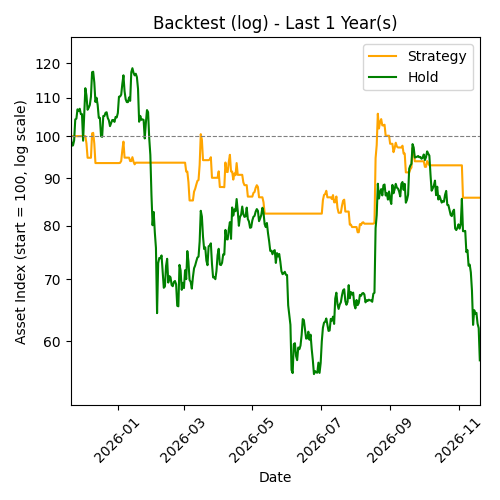 Backtest (log) - Last 1 Year(s)
Asset Index (start = 100, log scale)
120
110
100
90
80
70
60
Strategy
Hold
2026-01
2026-03
2026-05
2026-07
2026-09
2026-11
Date